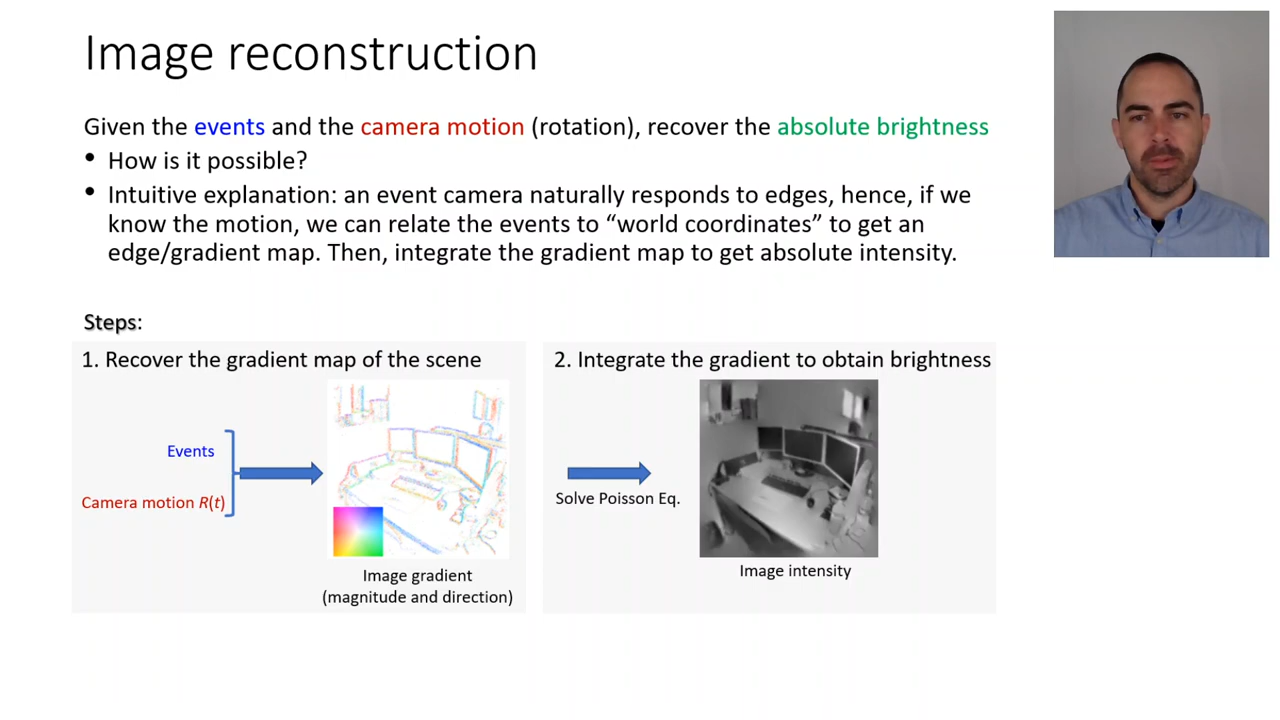 Image reconstruction
Given the events and the camera motion (rotation), recover the absolute brightness
• How is it possible?
• Intuitive explanation: an event camera naturally responds to edges, hence, if we
know the motion, we can relate the events to “world coordinates” to get an
edge/gradient map. Then, integrate the gradient map to get absolute intensity.
Steps:
1. Recover the gradient map of the scene
Events
Camera motion R(t)
Image gradient
(magnitude and direction)
2. Integrate the gradient to obtain brightness
Solve Poisson Eq.
Image intensity